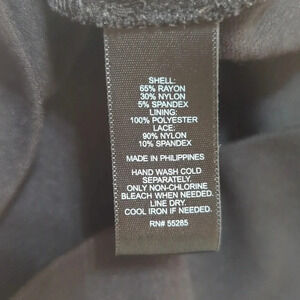 SHELL:
65% RAYON
30% NYLON
5% SPANDEX
LINING:
100% POLYESTER
LACE:
90% NYLON
10% SPANDEX
MADE IN PHILIPPINES
HAND WASH COLD
SEPARATELY.
ONLY NON-CHLORINE
BLEACH WHEN NEEDED.
LINE DRY.
COOL IRON IF NEEDED.
RN# 55285